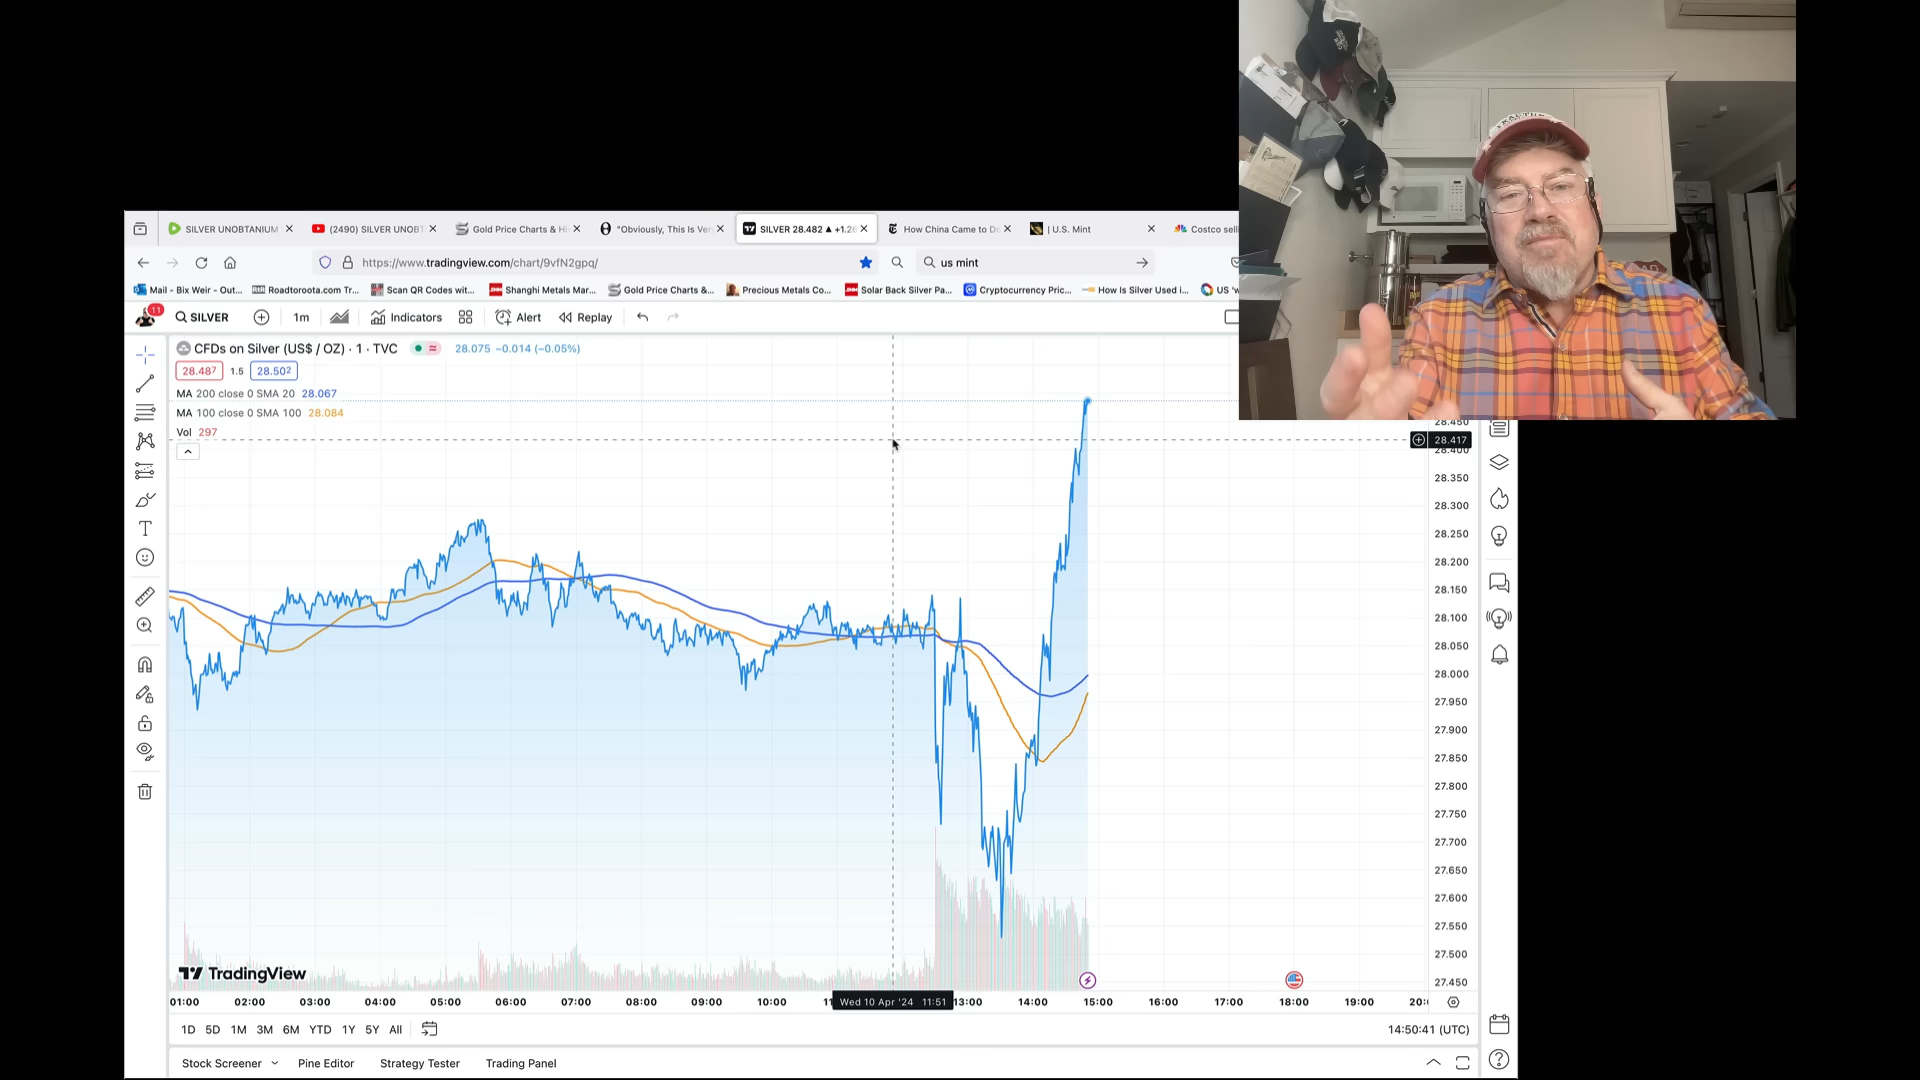 SILVER UNOBTANIUM
(2490) SILVER UNOBT
Gold Price Charts & Hi
"Obviously, This Is Ver
SILVER 28.482 ▲ +1.26
How China Came to Do
| U.S. Mint
Costco sell
https://www.tradingview.com/chart/9vfN2gpq/
us mint
Mail - Bix Weir - Out...
Roadtoroota.com Tr...
Scan QR Codes wit...
Shanghi Metals Mar...
Gold Price Charts &...
Precious Metals Co...
Solar Back Silver Pa...
Cryptocurrency Pric...
How Is Silver Used i...
US 'w
11
SILVER
1m
Indicators
Alert
Replay
CFDs on Silver (US$ / OZ) · 1 · TVC
28.075 −0.014 (−0.05%)
28.487 1.5 28.502
MA 200 close 0 SMA 20 28.067
MA 100 close 0 SMA 100 28.084
Vol 297
28.450
28.417
28.400
28.350
28.300
28.250
28.200
28.150
28.100
28.050
28.000
27.950
27.900
27.850
27.800
27.750
27.700
27.650
27.600
27.550
27.500
27.450
TradingView
01:00 02:00 03:00 04:00 05:00 06:00 07:00 08:00 09:00 10:00 11 Wed 10 Apr '24 11:51 13:00 14:00 15:00 16:00 17:00 18:00 19:00 20:
1D 5D 1M 3M 6M YTD 1Y 5Y All
14:50:41 (UTC)
Stock Screener
Pine Editor
Strategy Tester
Trading Panel